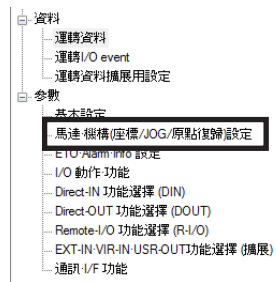 資料
運轉資料
運轉I/O event
運轉資料擴展用設定
參數
基本設定
馬達·機構(座標/JOG/原點復歸)設定
ETO·Alarm·Info 設定
I/O 動作·功能
Direct-IN 功能選擇 (DIN)
Direct-OUT 功能選擇 (DOUT)
Remote-I/O 功能選擇 (R-I/O)
EXT-IN·VIR-IN·USR-OUT功能選擇 (擴展)
通訊·I/F 功能